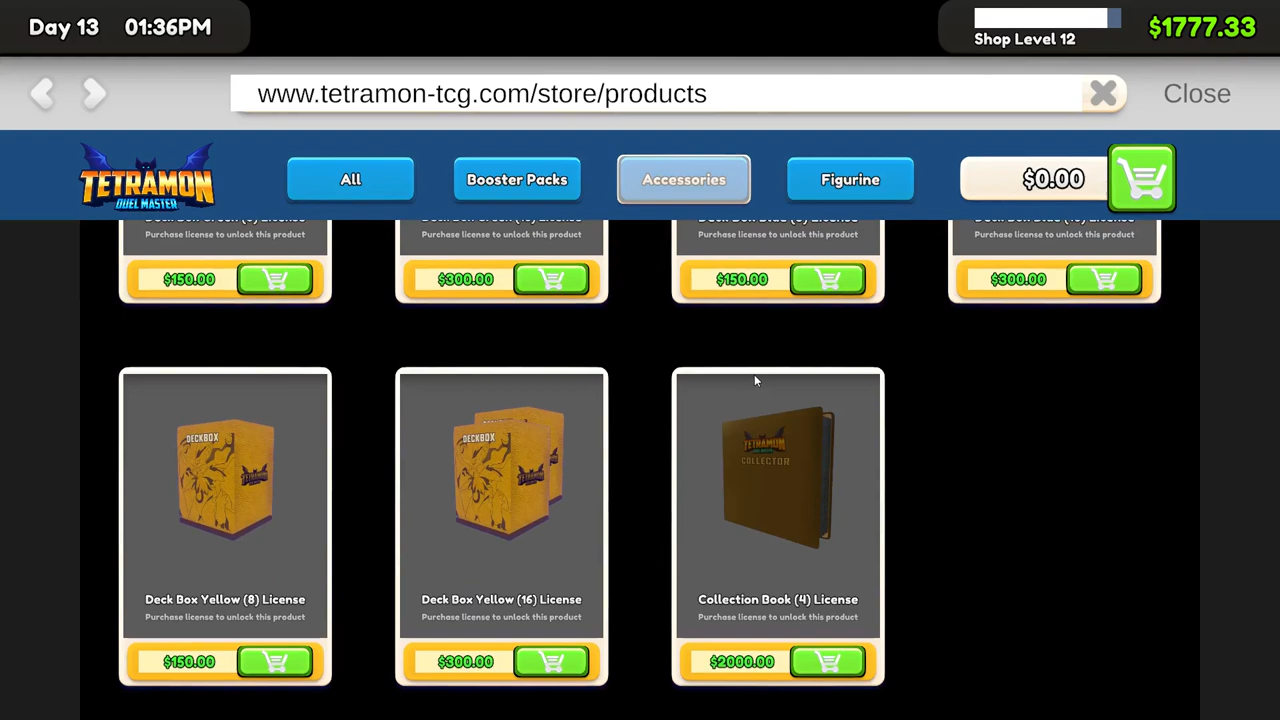 Day 13 01:36PM
Shop Level 12
$1777.33
www.tetramon-tcg.com/store/products
Close
TETRAMON
DUEL MASTER
All
Booster Packs
Accessories
Figurine
$0.00
Purchase license to unlock this product
Purchase license to unlock this product
Purchase license to unlock this product
Purchase license to unlock this product
$150.00
$300.00
$150.00
$300.00
DECKBOX
DECKBOX
TETRAMON
COLLECTOR
Deck Box Yellow (8) License
Purchase license to unlock this product
Deck Box Yellow (16) License
Purchase license to unlock this product
Collection Book (4) License
Purchase license to unlock this product
$150.00
$300.00
$2000.00